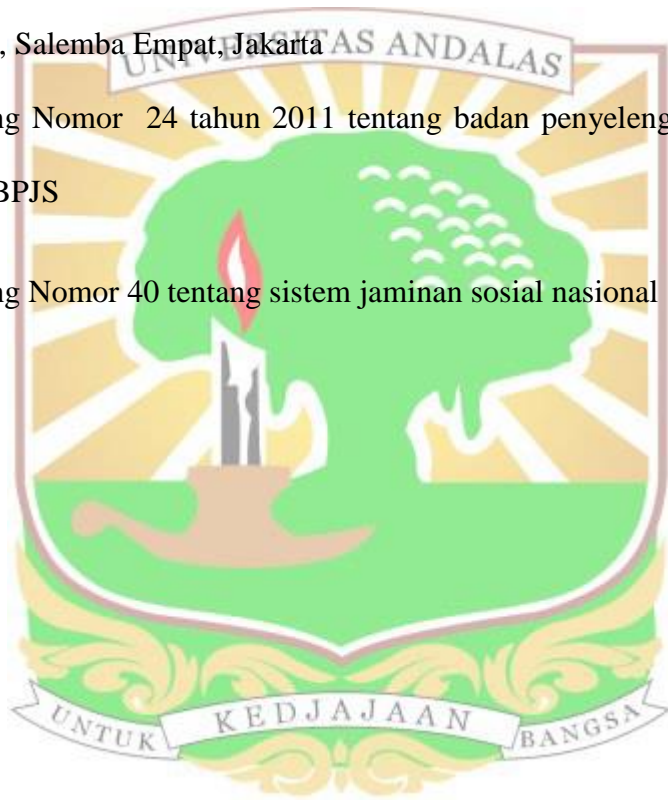 , Salemba Empat, Jakarta
UNIVERSITAS ANDALAS
ng Nomor 24 tahun 2011 tentang badan penyeleng
BPJS
ng Nomor 40 tentang sistem jaminan sosial nasional
UNTUK KEDJAJAAN BANGSA